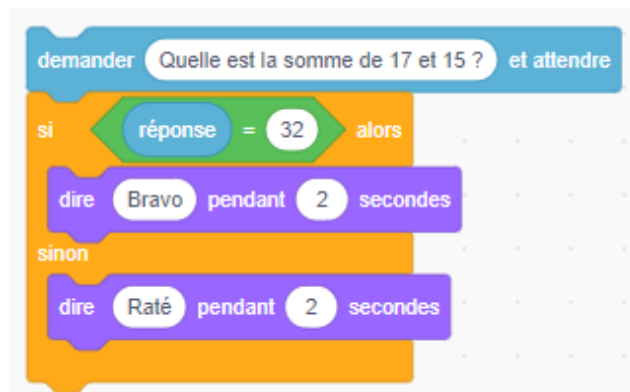 demander Quelle est la somme de 17 et 15 ? et attendre
si réponse = 32 alors
dire Bravo pendant 2 secondes
sinon
dire Raté pendant 2 secondes